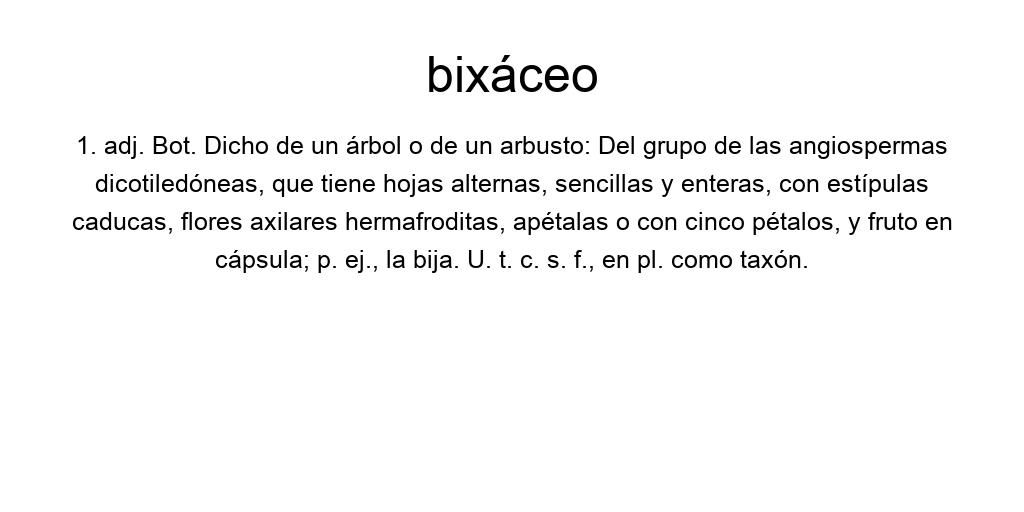 bixáceo
1. adj. Bot. Dicho de un árbol o de un arbusto: Del grupo de las angiospermas
dicotiledóneas, que tiene hojas alternas, sencillas y enteras, con estípulas
caducas, flores axilares hermafroditas, apétalas o con cinco pétalos, y fruto en
cápsula; p. ej., la bija. U. t. c. s. f., en pl. como taxón.